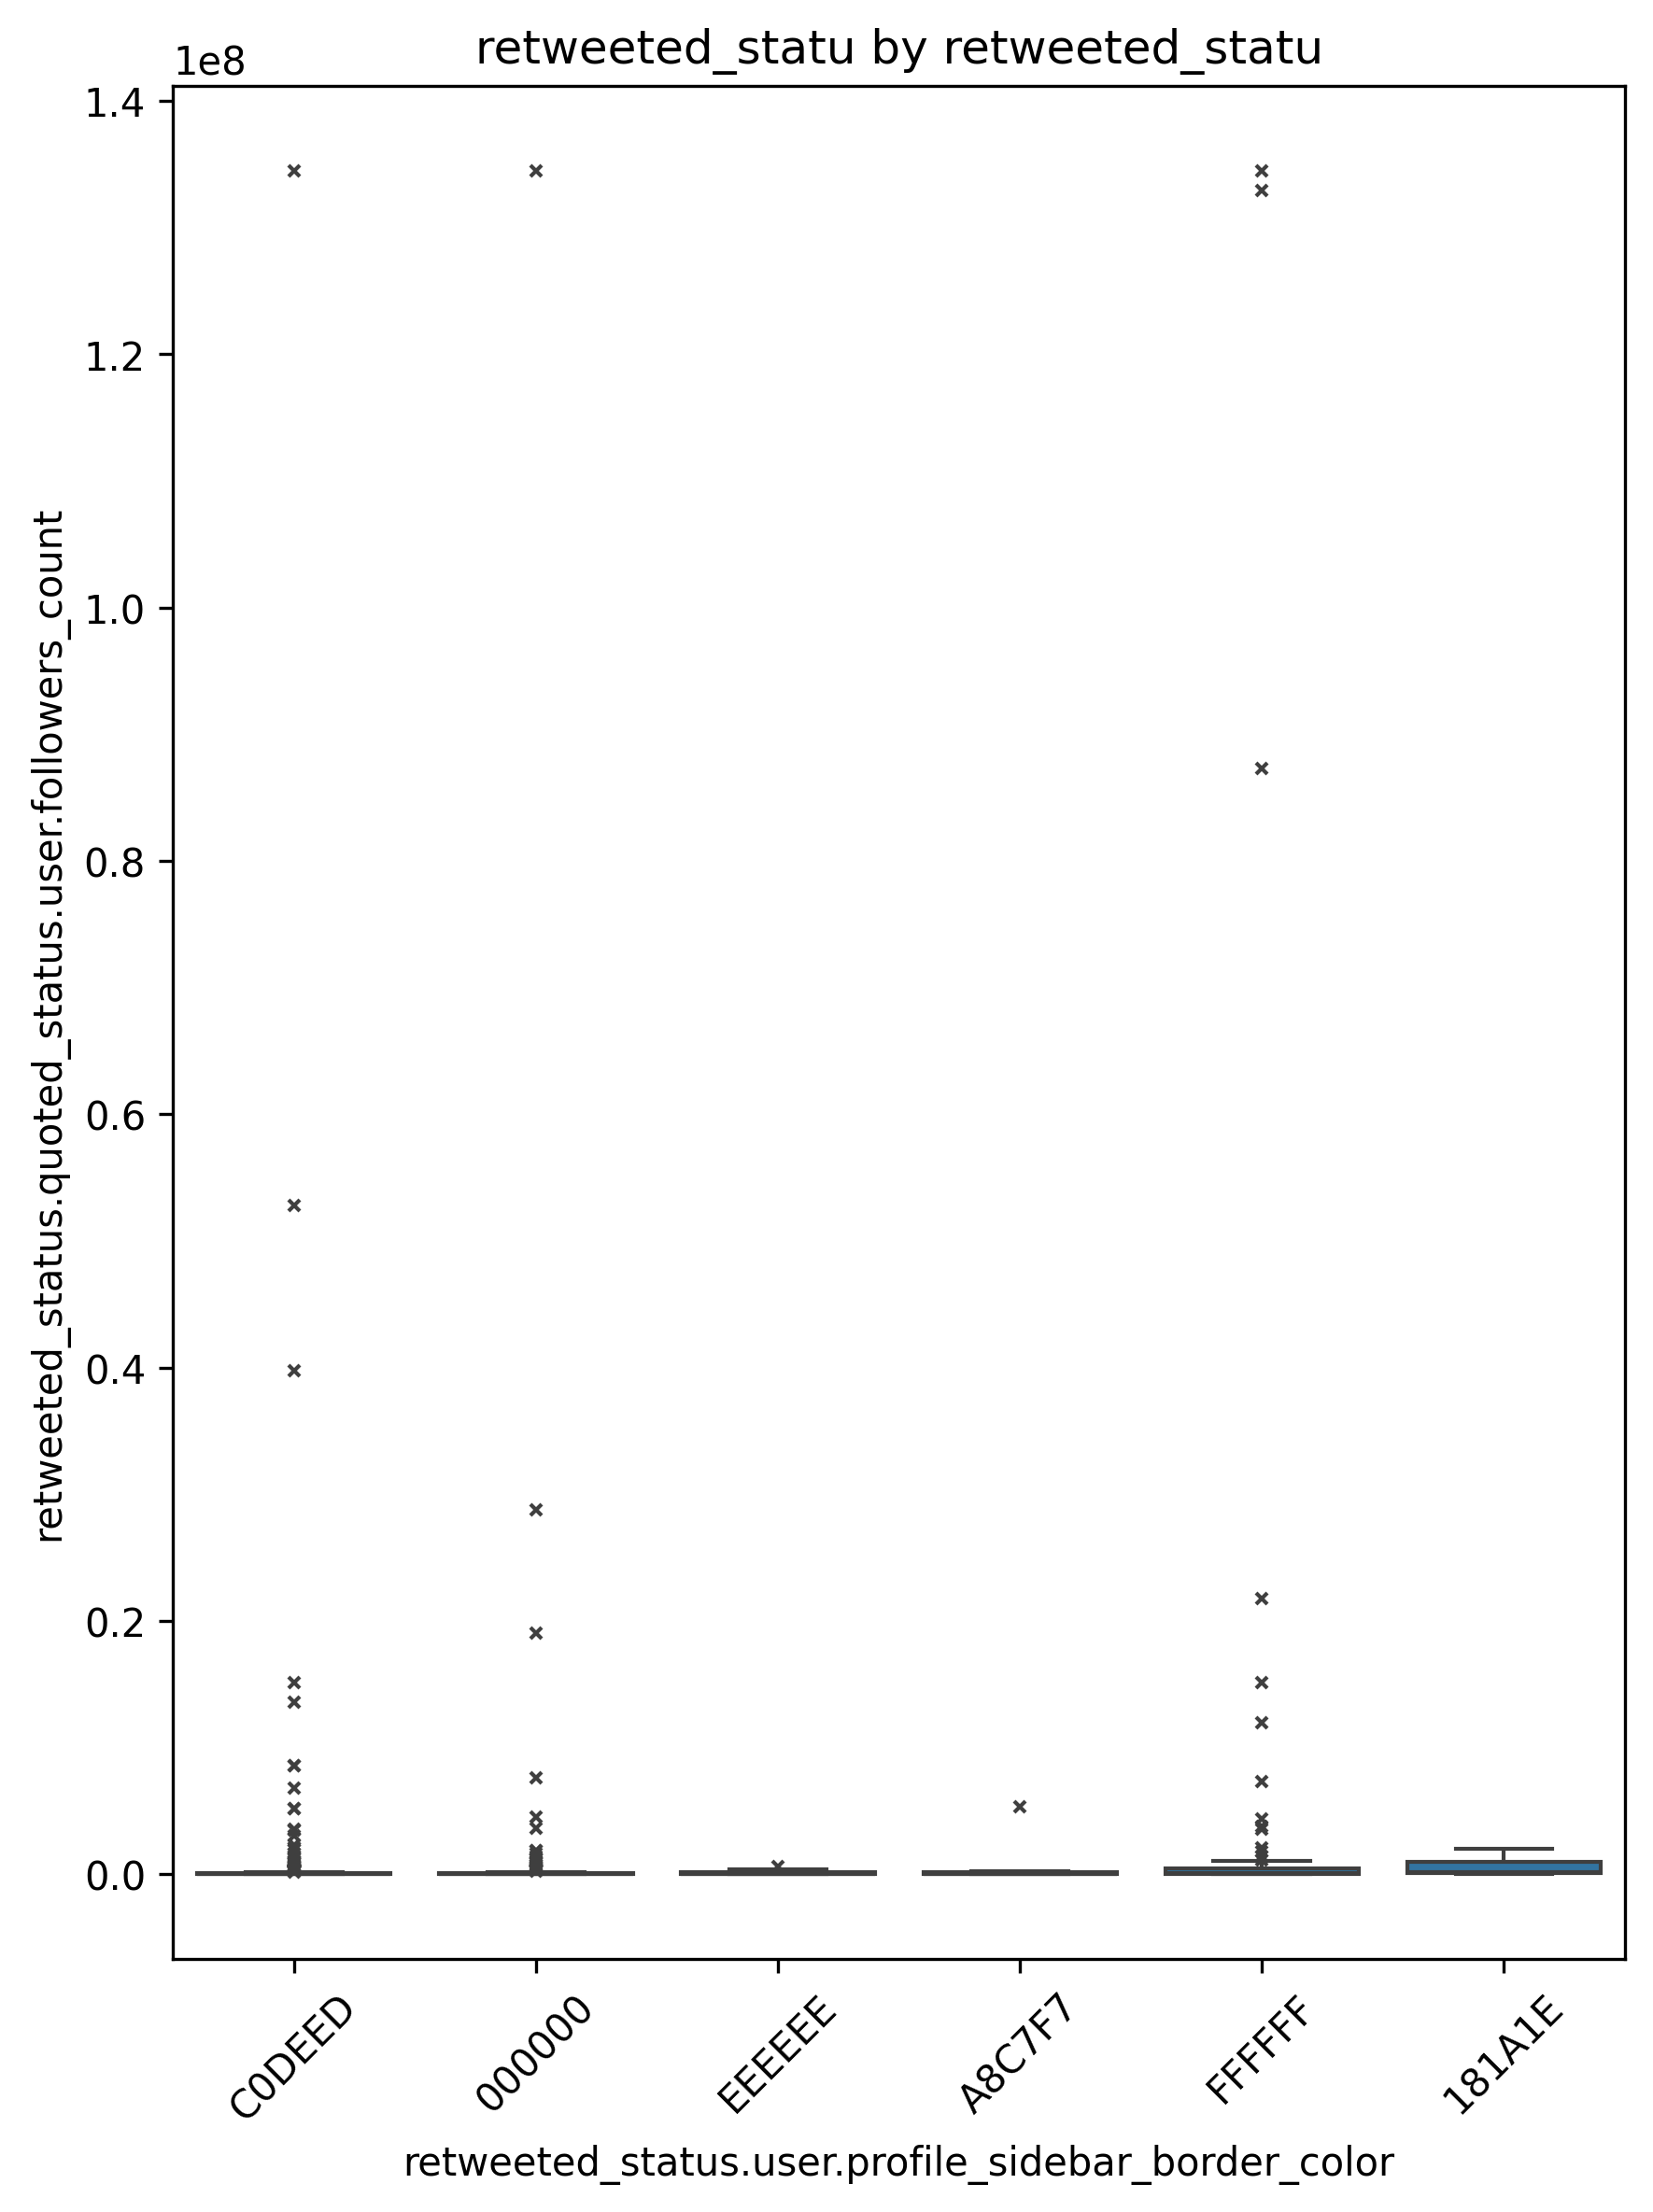 retweeted_statu by retweeted_statu
1e8
1.4
1.2
1.0
0.8
0.6
0.4
0.2
0.0
retweeted_status.quoted_status.user.followers_count
C0DEED
000000
EEEEEE
A8C7F7
FFFFFF
181A1E
retweeted_status.user.profile_sidebar_border_color